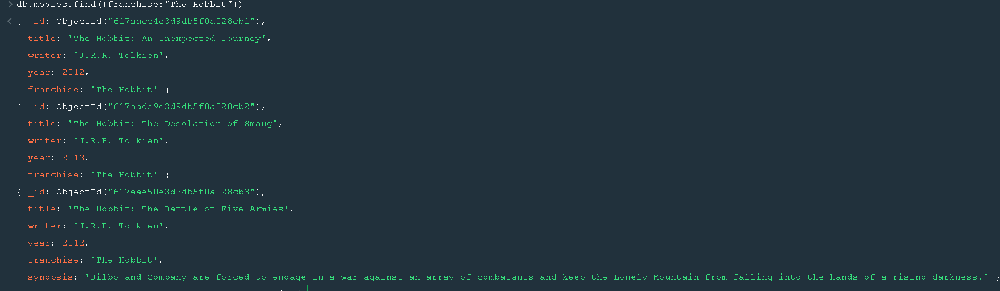 > db.movies.find({franchise:"The Hobbit"})
< { _id: ObjectId("617aacc4e3d9db5f0a028cb1"),
title: 'The Hobbit: An Unexpected Journey',
writer: 'J.R.R. Tolkien',
year: 2012,
franchise: 'The Hobbit' }
{ _id: ObjectId("617aadc9e3d9db5f0a028cb2"),
title: 'The Hobbit: The Desolation of Smaug',
writer: 'J.R.R. Tolkien',
year: 2013,
franchise: 'The Hobbit' }
{ _id: ObjectId("617aae50e3d9db5f0a028cb3"),
title: 'The Hobbit: The Battle of Five Armies',
writer: 'J.R.R. Tolkien',
year: 2012,
franchise: 'The Hobbit',
synopsis: 'Bilbo and Company are forced to engage in a war against an array of combatants and keep the Lonely Mountain from falling into the hands of a rising darkness.' }